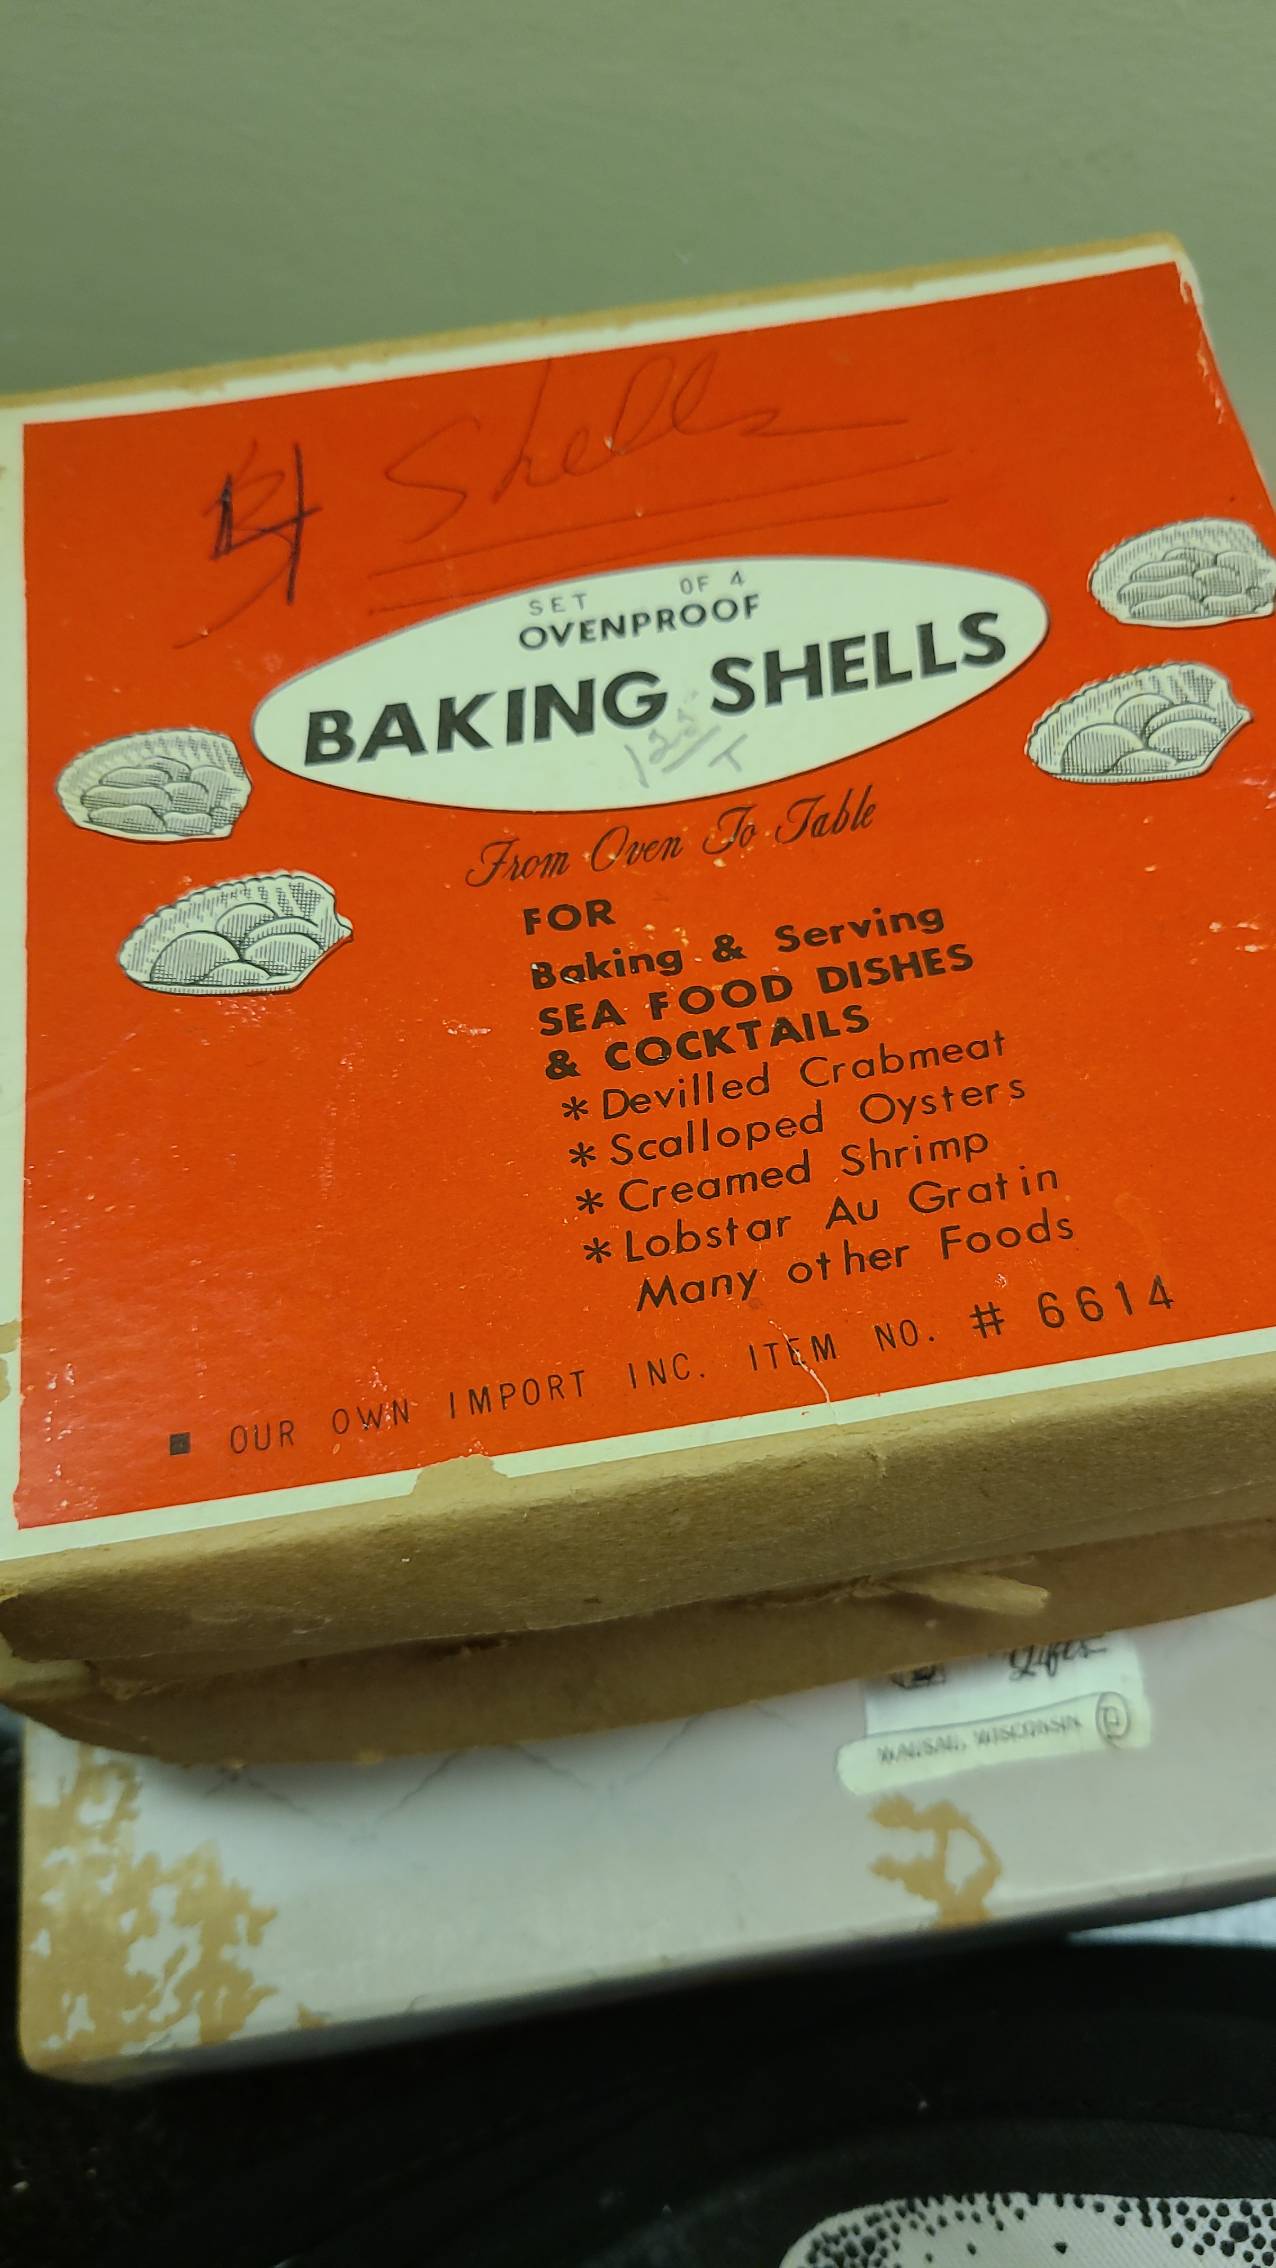 4 Shells
SET OF 4
OVENPROOF
BAKING SHELLS
125
T
From Oven To Table
FOR
Baking & Serving
SEA FOOD DISHES
& COCKTAILS
* Devilled Crabmeat
* Scalloped Oysters
* Creamed Shrimp
* Lobstar Au Gratin
Many other Foods
■ OUR OWN IMPORT INC. ITEM NO. # 6614
Gifts
WAUSAU, WISCONSIN